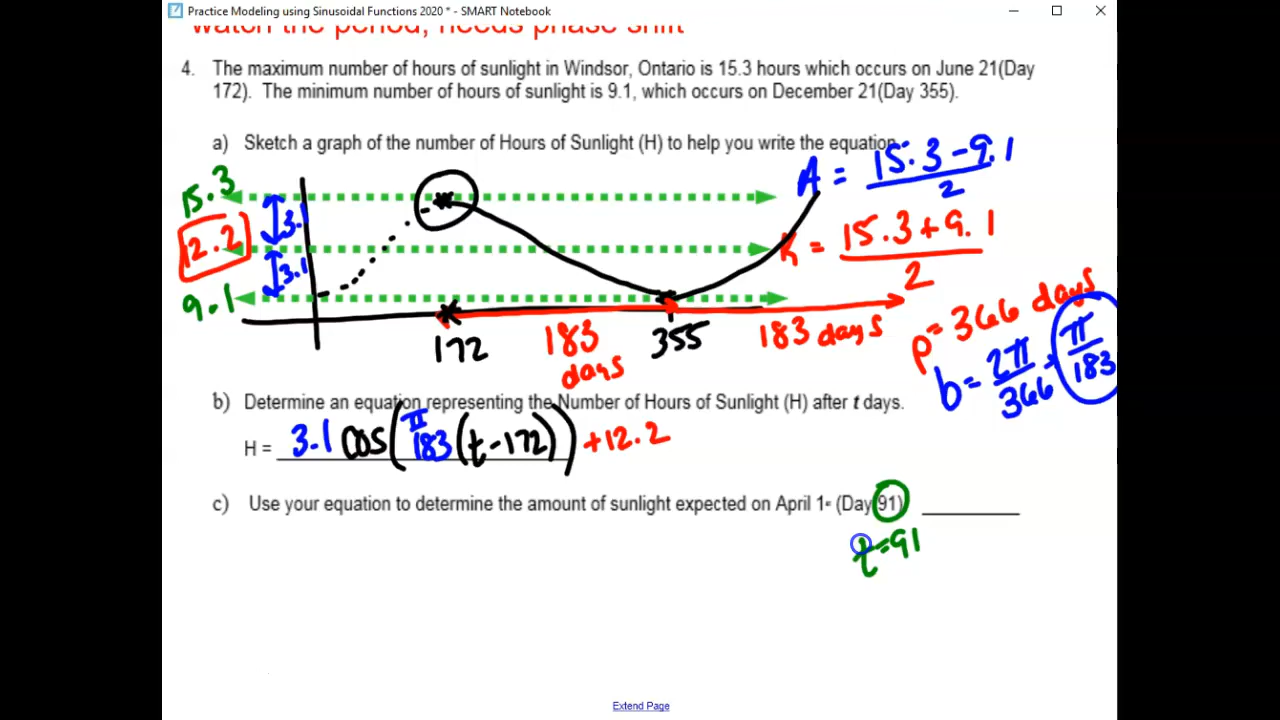 Practice Modeling using Sinusoidal Functions 2020 * - SMART Notebook
watch the period, needs phase shift
4. The maximum number of hours of sunlight in Windsor, Ontario is 15.3 hours which occurs on June 21(Day
172). The minimum number of hours of sunlight is 9.1, which occurs on December 21(Day 355).
a) Sketch a graph of the number of Hours of Sunlight (H) to help you write the equation
15.3
12.2
9.1
3.1
3.1
A = 15.3-9.1
2
K = 15.3+9.1
2
172
183
days
355
183 days
p=366 days
b= 2π/366 = π/183
b) Determine an equation representing the Number of Hours of Sunlight (H) after t days.
H = 3.1 cos(π/183(t-172))+12.2
c) Use your equation to determine the amount of sunlight expected on April 1st (Day 91)
t=91
Extend Page